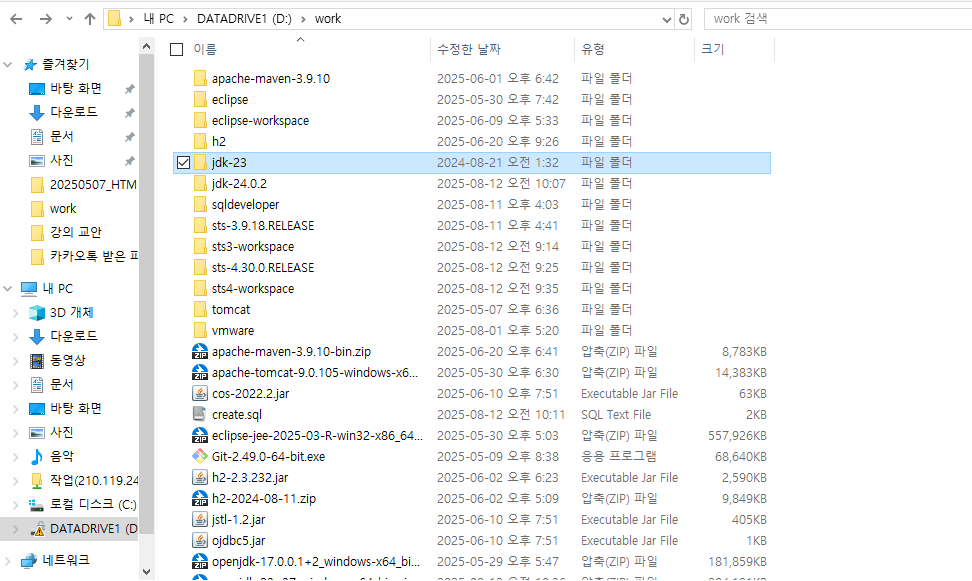 내 PC > DATADRIVE1 (D:) > work
work 검색
즐겨찾기
바탕 화면
다운로드
문서
사진
20250507_HTM
work
강의 교안
카카오톡 받은 파
내 PC
3D 개체
다운로드
동영상
문서
바탕 화면
사진
음악
작업(210.119.24
로컬 디스크 (C:)
DATADRIVE1 (D
네트워크
이름 수정한 날짜 유형 크기
apache-maven-3.9.10 2025-06-01 오후 6:42 파일 폴더
eclipse 2025-05-30 오후 7:42 파일 폴더
eclipse-workspace 2025-06-09 오후 5:33 파일 폴더
h2 2025-06-20 오후 9:26 파일 폴더
jdk-23 2024-08-21 오전 1:32 파일 폴더
jdk-24.0.2 2025-08-12 오전 10:07 파일 폴더
sqldeveloper 2025-08-11 오후 4:03 파일 폴더
sts-3.9.18.RELEASE 2025-08-11 오후 4:41 파일 폴더
sts3-workspace 2025-08-12 오전 9:14 파일 폴더
sts-4.30.0.RELEASE 2025-08-12 오전 9:25 파일 폴더
sts4-workspace 2025-08-12 오전 9:35 파일 폴더
tomcat 2025-05-07 오후 6:36 파일 폴더
vmware 2025-08-01 오후 5:20 파일 폴더
apache-maven-3.9.10-bin.zip 2025-06-20 오후 6:41 압축(ZIP) 파일 8,783KB
apache-tomcat-9.0.105-windows-x6... 2025-05-30 오후 6:30 압축(ZIP) 파일 14,383KB
cos-2022.2.jar 2025-06-10 오후 7:51 Executable Jar File 63KB
create.sql 2025-08-12 오전 10:11 SQL Text File 2KB
eclipse-jee-2025-03-R-win32-x86_64... 2025-05-30 오후 5:03 압축(ZIP) 파일 557,926KB
Git-2.49.0-64-bit.exe 2025-05-09 오후 8:38 응용 프로그램 68,640KB
h2-2.3.232.jar 2025-06-02 오후 6:23 Executable Jar File 2,590KB
h2-2024-08-11.zip 2025-06-02 오후 5:09 압축(ZIP) 파일 9,849KB
jstl-1.2.jar 2025-06-10 오후 7:51 Executable Jar File 405KB
ojdbc5.jar 2025-06-10 오후 7:51 Executable Jar File 1KB
openjdk-17.0.0.1+2_windows-x64_bi... 2025-05-29 오후 5:47 압축(ZIP) 파일 181,859KB